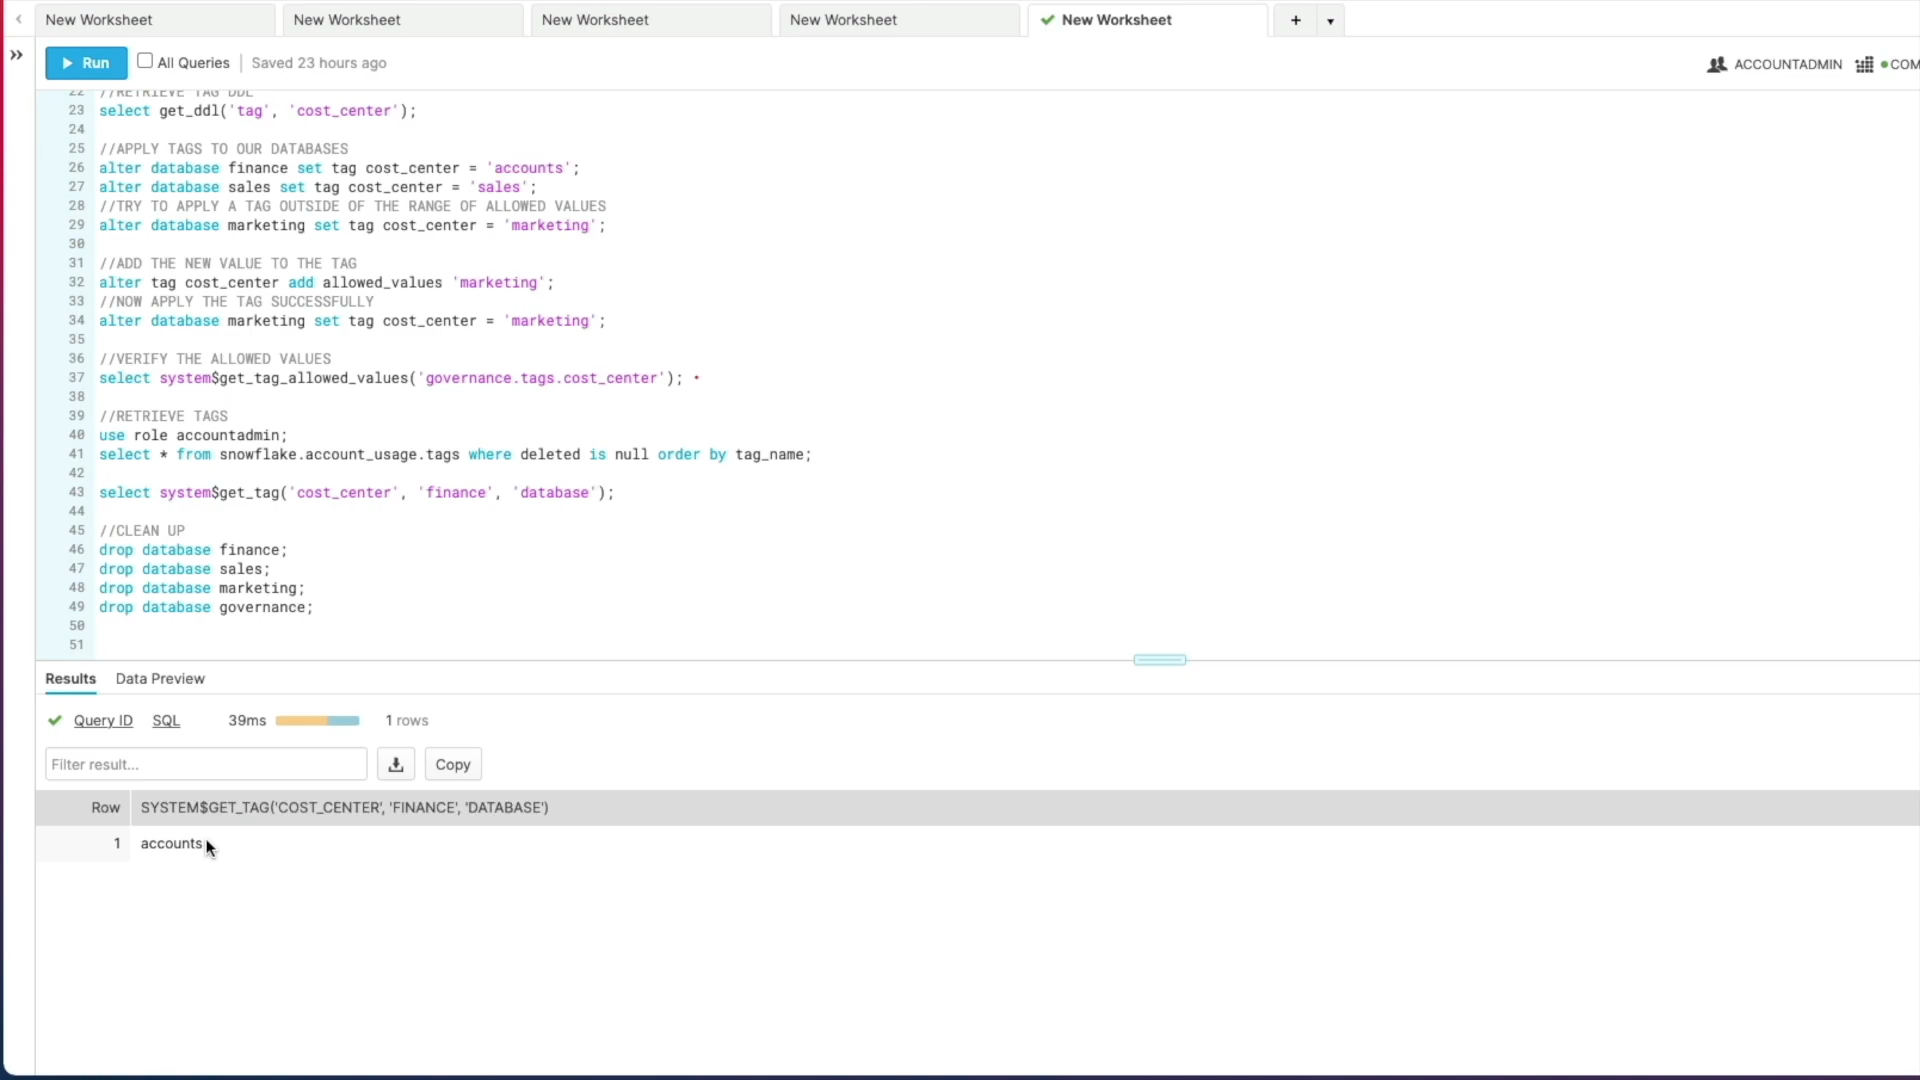 New Worksheet New Worksheet New Worksheet New Worksheet New Worksheet +
Run All Queries Saved 23 hours ago ACCOUNTADMIN COM
22 //RETRIEVE TAG DDL
23 select get_ddl('tag', 'cost_center');
24
25 //APPLY TAGS TO OUR DATABASES
26 alter database finance set tag cost_center = 'accounts';
27 alter database sales set tag cost_center = 'sales';
28 //TRY TO APPLY A TAG OUTSIDE OF THE RANGE OF ALLOWED VALUES
29 alter database marketing set tag cost_center = 'marketing';
30
31 //ADD THE NEW VALUE TO THE TAG
32 alter tag cost_center add allowed_values 'marketing';
33 //NOW APPLY THE TAG SUCCESSFULLY
34 alter database marketing set tag cost_center = 'marketing';
35
36 //VERIFY THE ALLOWED VALUES
37 select system$get_tag_allowed_values('governance.tags.cost_center');
38
39 //RETRIEVE TAGS
40 use role accountadmin;
41 select * from snowflake.account_usage.tags where deleted is null order by tag_name;
42
43 select system$get_tag('cost_center', 'finance', 'database');
44
45 //CLEAN UP
46 drop database finance;
47 drop database sales;
48 drop database marketing;
49 drop database governance;
50
51
Results Data Preview
Query ID SQL 39ms 1 rows
Filter result... Copy
Row SYSTEM$GET_TAG('COST_CENTER', 'FINANCE', 'DATABASE')
1 accounts